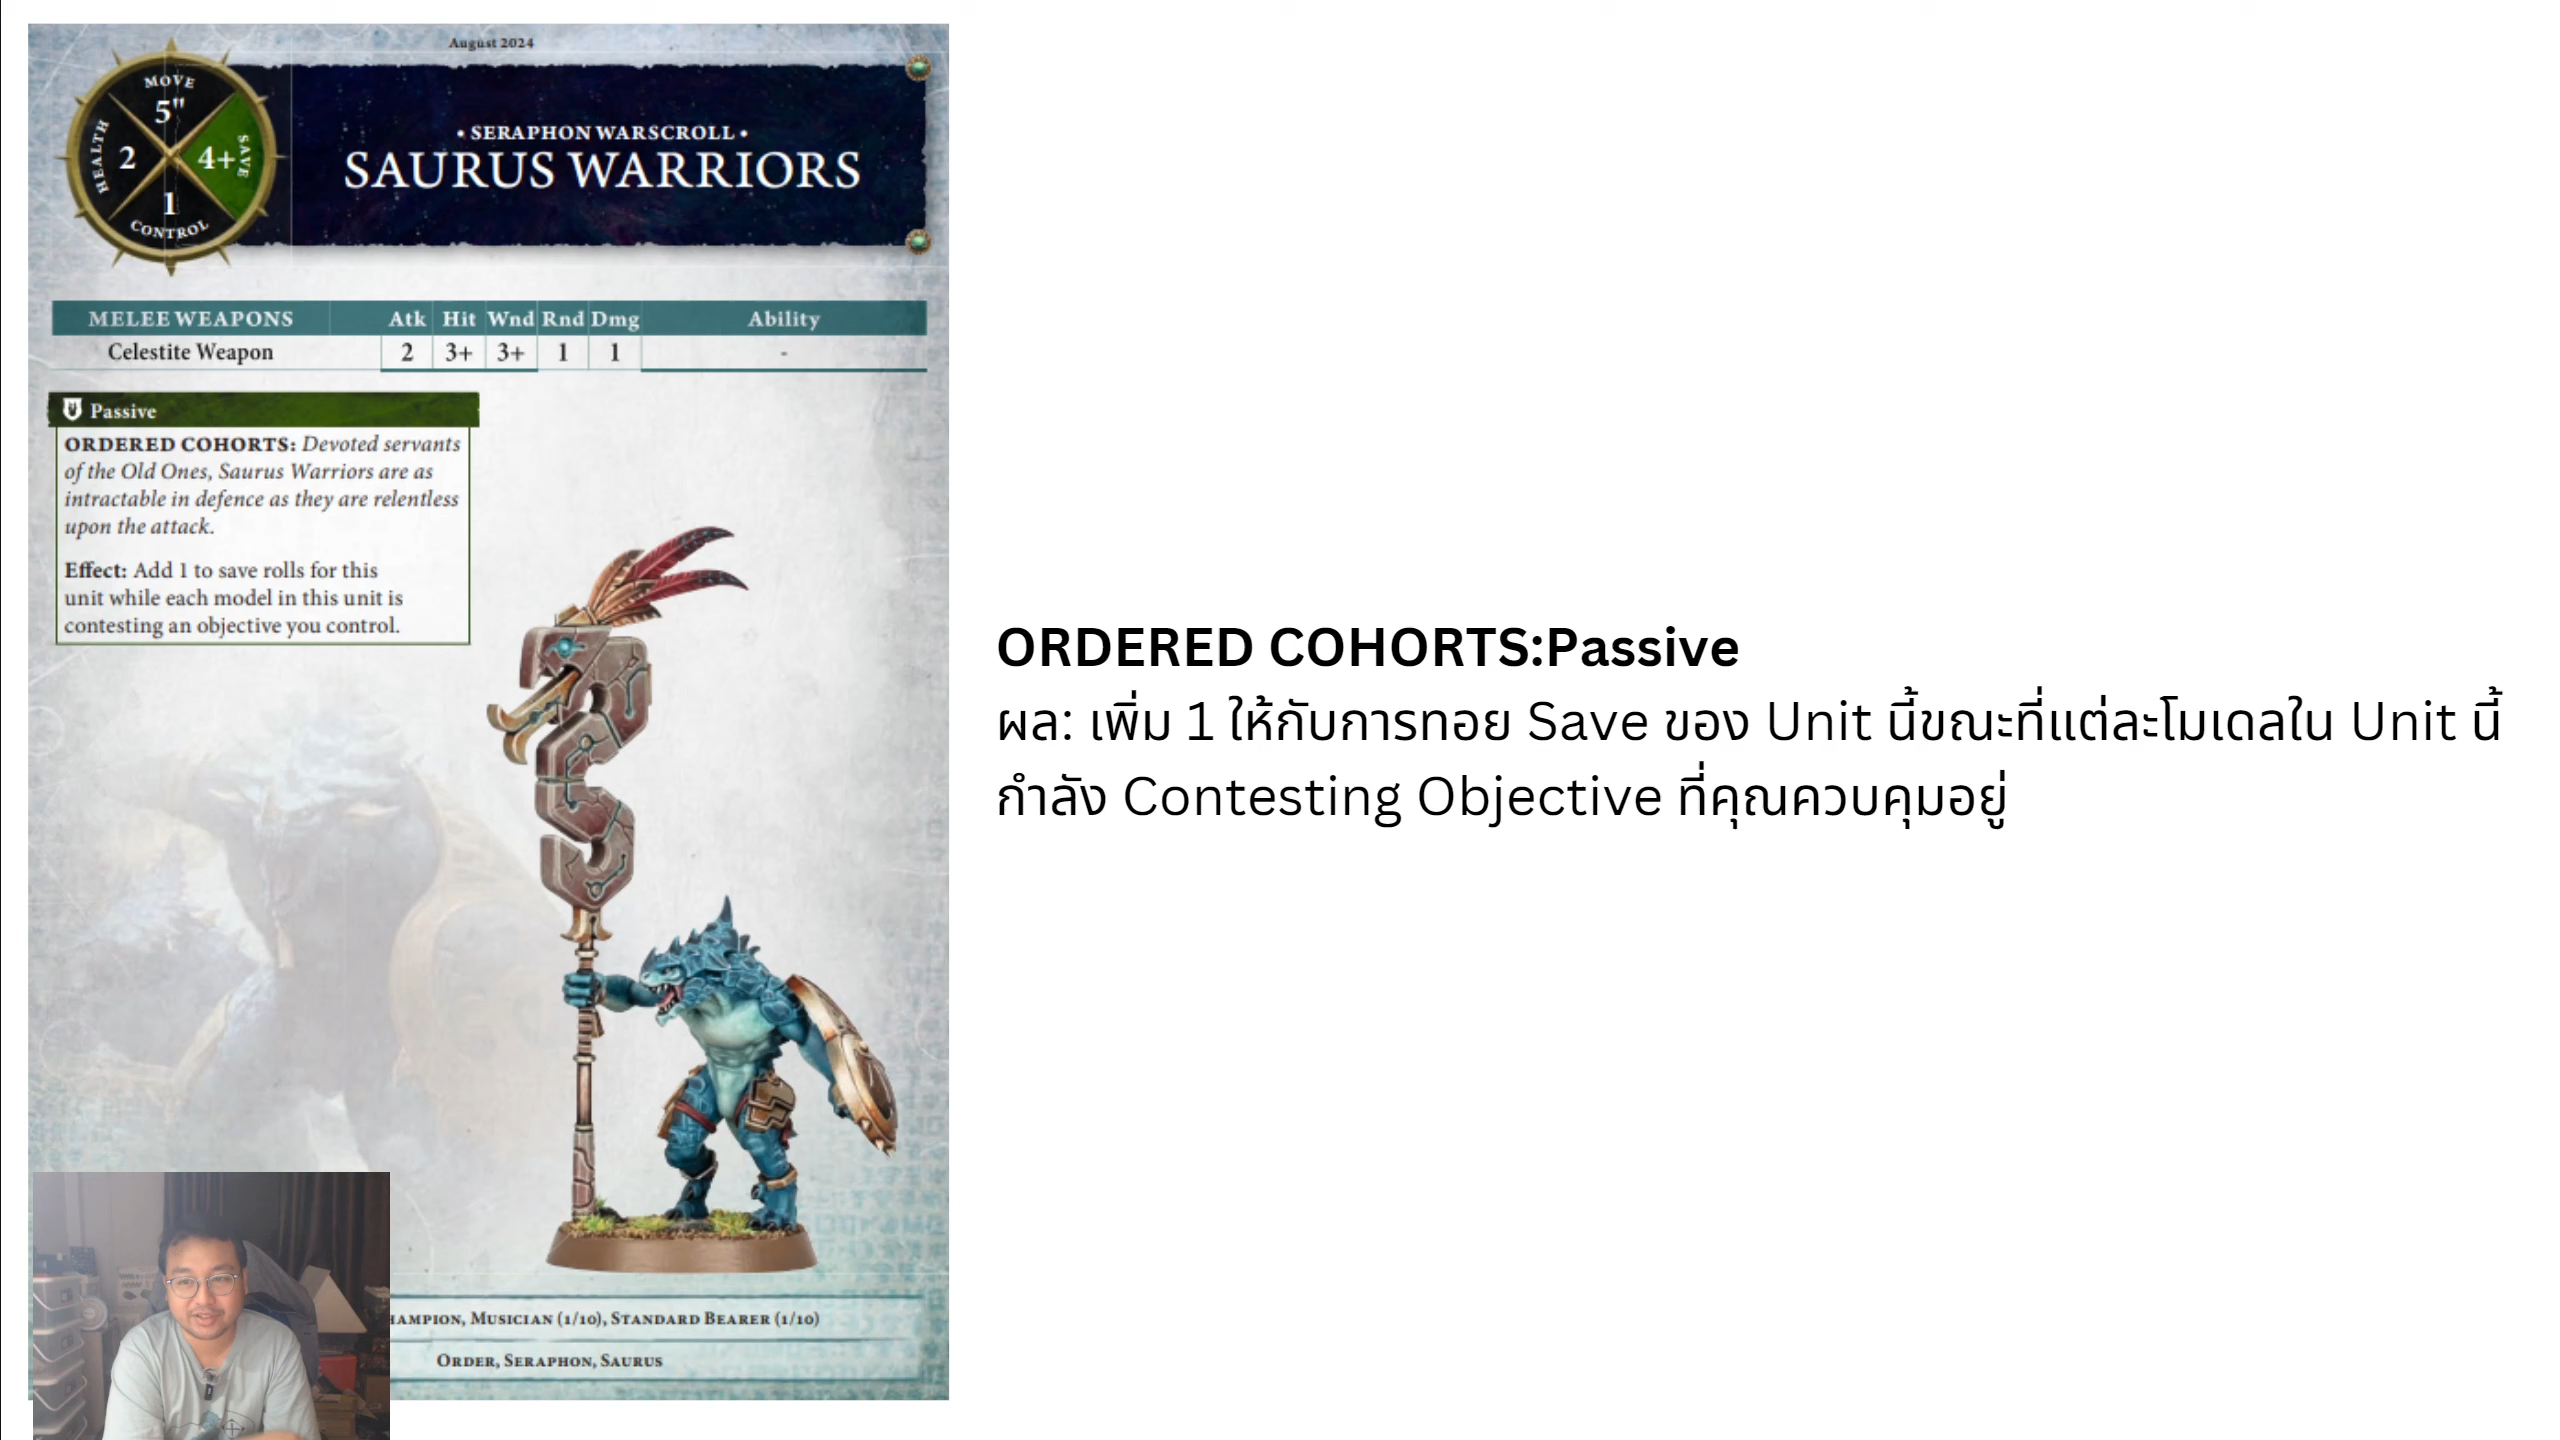 August 2024
MOVE
5"
HEALTH
2
4+
SAVE
1
CONTROL
• SERAPHON WARSCROLL •
SAURUS WARRIORS
MELEE WEAPONS Atk Hit Wnd Rnd Dmg Ability
Celestite Weapon 2 3+ 3+ 1 1 -
Passive
ORDERED COHORTS: Devoted servants
of the Old Ones, Saurus Warriors are as
intractable in defence as they are relentless
upon the attack.
Effect: Add 1 to save rolls for this
unit while each model in this unit is
contesting an objective you control.
ORDERED COHORTS:Passive
ผล: เพิ่ม 1 ให้กับการทอย Save ของ Unit นี้ขณะที่แต่ละโมเดลใน Unit นี้
กำลัง Contesting Objective ที่คุณควบคุมอยู่
MUSICIAN (1/10), STANDARD BEARER (1/10)
ORDER, SERAPHON, SAURUS